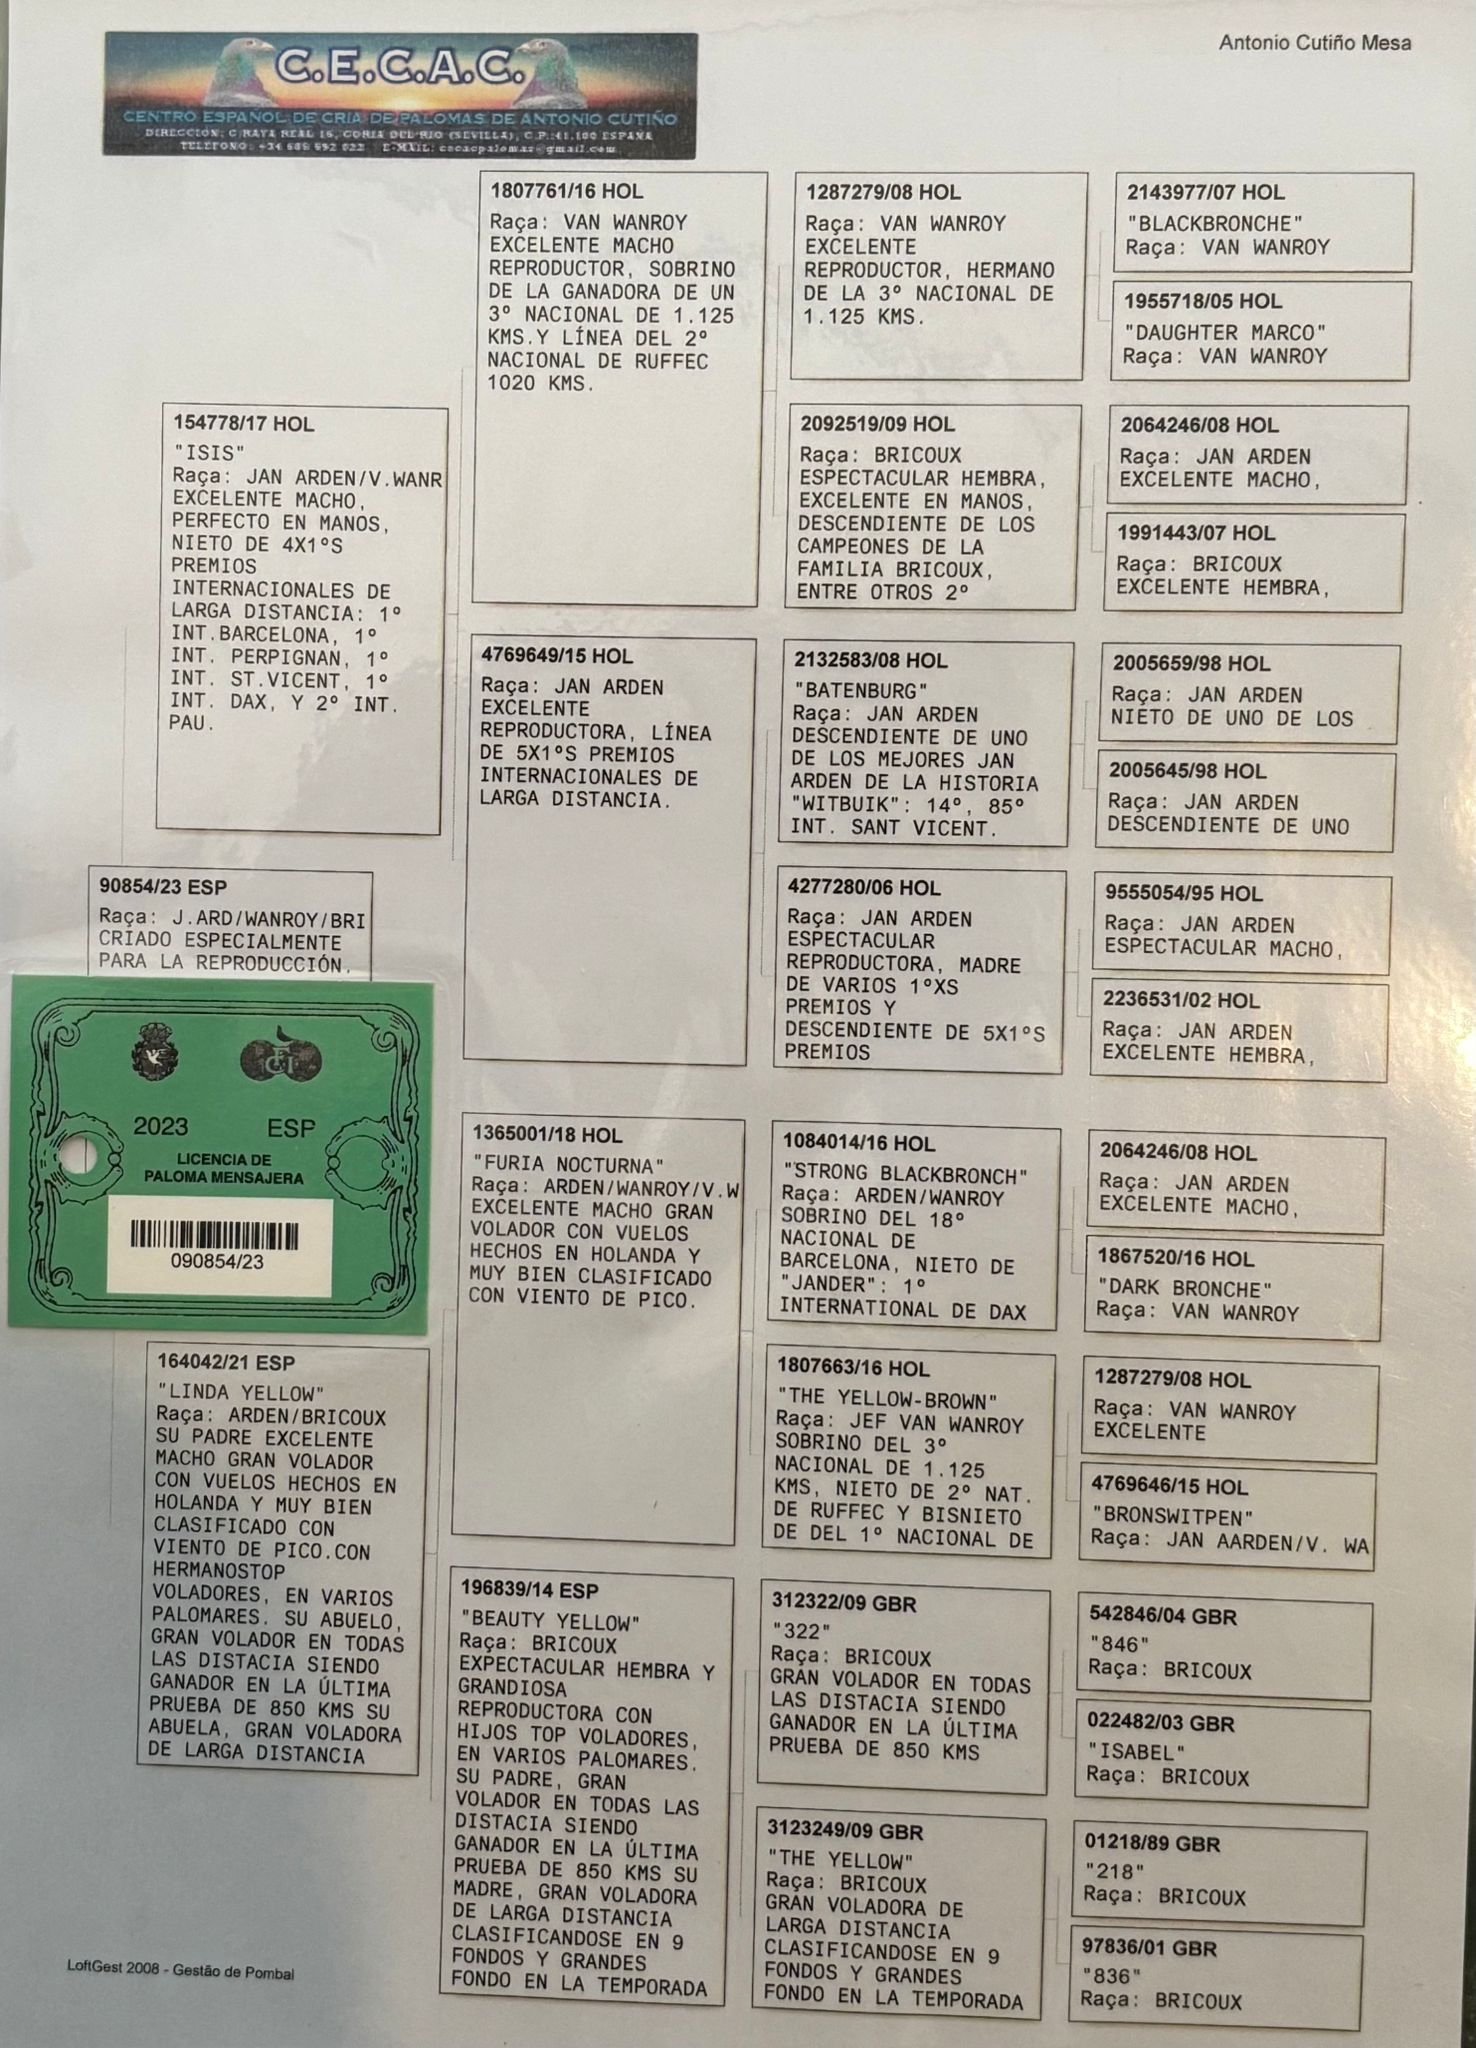 Antonio Cutiño Mesa
C.E.C.A.C.
CENTRO ESPAÑOL DE CRIA DE PALOMAS DE ANTONIO CUTIÑO
DIRECCIÓN: C/RAYA REAL 16, CORIA DEL RIO (SEVILLA), C.P.:41.100 ESPAÑA
TELEFONO: +34 685 592 022 E-MAIL: cecacpalomas@gmail.com
1807761/16 HOL
Raça: VAN WANROY
EXCELENTE MACHO
REPRODUCTOR, SOBRINO
DE LA GANADORA DE UN
3º NACIONAL DE 1.125
KMS.Y LÍNEA DEL 2º
NACIONAL DE RUFFEC
1020 KMS.
1287279/08 HOL
Raça: VAN WANROY
EXCELENTE
REPRODUCTOR, HERMANO
DE LA 3º NACIONAL DE
1.125 KMS.
2143977/07 HOL
"BLACKBRONCHE"
Raça: VAN WANROY
1955718/05 HOL
"DAUGHTER MARCO"
Raça: VAN WANROY
154778/17 HOL
"ISIS"
Raça: JAN ARDEN/V.WANR
EXCELENTE MACHO,
PERFECTO EN MANOS,
NIETO DE 4X1ºS
PREMIOS
INTERNACIONALES DE
LARGA DISTANCIA: 1º
INT.BARCELONA, 1º
INT. PERPIGNAN, 1º
INT. ST.VICENT, 1º
INT. DAX, Y 2º INT.
PAU.
2092519/09 HOL
Raça: BRICOUX
ESPECTACULAR HEMBRA,
EXCELENTE EN MANOS,
DESCENDIENTE DE LOS
CAMPEONES DE LA
FAMILIA BRICOUX,
ENTRE OTROS 2º
2064246/08 HOL
Raça: JAN ARDEN
EXCELENTE MACHO,
1991443/07 HOL
Raça: BRICOUX
EXCELENTE HEMBRA,
4769649/15 HOL
Raça: JAN ARDEN
EXCELENTE
REPRODUCTORA, LÍNEA
DE 5X1ºS PREMIOS
INTERNACIONALES DE
LARGA DISTANCIA.
2132583/08 HOL
"BATENBURG"
Raça: JAN ARDEN
DESCENDIENTE DE UNO
DE LOS MEJORES JAN
ARDEN DE LA HISTORIA
"WITBUIK": 14º, 85º
INT. SANT VICENT.
2005659/98 HOL
Raça: JAN ARDEN
NIETO DE UNO DE LOS
2005645/98 HOL
Raça: JAN ARDEN
DESCENDIENTE DE UNO
4277280/06 HOL
Raça: JAN ARDEN
ESPECTACULAR
REPRODUCTORA, MADRE
DE VARIOS 1ºXS
PREMIOS Y
DESCENDIENTE DE 5X1ºS
PREMIOS
9555054/95 HOL
Raça: JAN ARDEN
ESPECTACULAR MACHO,
2236531/02 HOL
Raça: JAN ARDEN
EXCELENTE HEMBRA,
90854/23 ESP
Raça: J.ARD/WANROY/BRI
CRIADO ESPECIALMENTE
PARA LA REPRODUCCIÓN.
2023 ESP
LICENCIA DE
PALOMA MENSAJERA
090854/23
1365001/18 HOL
"FURIA NOCTURNA"
Raça: ARDEN/WANROY/V.W
EXCELENTE MACHO GRAN
VOLADOR CON VUELOS
HECHOS EN HOLANDA Y
MUY BIEN CLASIFICADO
CON VIENTO DE PICO.
1084014/16 HOL
"STRONG BLACKBRONCH"
Raça: ARDEN/WANROY
SOBRINO DEL 18º
NACIONAL DE
BARCELONA, NIETO DE
"JANDER": 1º
INTERNATIONAL DE DAX
2064246/08 HOL
Raça: JAN ARDEN
EXCELENTE MACHO,
1867520/16 HOL
"DARK BRONCHE"
Raça: VAN WANROY
1807663/16 HOL
"THE YELLOW-BROWN"
Raça: JEF VAN WANROY
SOBRINO DEL 3º
NACIONAL DE 1.125
KMS, NIETO DE 2º NAT.
DE RUFFEC Y BISNIETO
DE DEL 1º NACIONAL DE
1287279/08 HOL
Raça: VAN WANROY
EXCELENTE
4769646/15 HOL
"BRONSWITPEN"
Raça: JAN AARDEN/V. WA
164042/21 ESP
"LINDA YELLOW"
Raça: ARDEN/BRICOUX
SU PADRE EXCELENTE
MACHO GRAN VOLADOR
CON VUELOS HECHOS EN
HOLANDA Y MUY BIEN
CLASIFICADO CON
VIENTO DE PICO.CON
HERMANOSTOP
VOLADORES, EN VARIOS
PALOMARES. SU ABUELO,
GRAN VOLADOR EN TODAS
LAS DISTACIA SIENDO
GANADOR EN LA ÚLTIMA
PRUEBA DE 850 KMS SU
ABUELA, GRAN VOLADORA
DE LARGA DISTANCIA
196839/14 ESP
"BEAUTY YELLOW"
Raça: BRICOUX
EXPECTACULAR HEMBRA Y
GRANDIOSA
REPRODUCTORA CON
HIJOS TOP VOLADORES,
EN VARIOS PALOMARES.
SU PADRE, GRAN
VOLADOR EN TODAS LAS
DISTACIA SIENDO
GANADOR EN LA ÚLTIMA
PRUEBA DE 850 KMS SU
MADRE, GRAN VOLADORA
DE LARGA DISTANCIA
CLASIFICANDOSE EN 9
FONDOS Y GRANDES
FONDO EN LA TEMPORADA
312322/09 GBR
"322"
Raça: BRICOUX
GRAN VOLADOR EN TODAS
LAS DISTACIA SIENDO
GANADOR EN LA ÚLTIMA
PRUEBA DE 850 KMS
542846/04 GBR
"846"
Raça: BRICOUX
022482/03 GBR
"ISABEL"
Raça: BRICOUX
3123249/09 GBR
"THE YELLOW"
Raça: BRICOUX
GRAN VOLADORA DE
LARGA DISTANCIA
CLASIFICANDOSE EN 9
FONDOS Y GRANDES
FONDO EN LA TEMPORADA
01218/89 GBR
"218"
Raça: BRICOUX
97836/01 GBR
"836"
Raça: BRICOUX
LoftGest 2008 - Gestão de Pombal